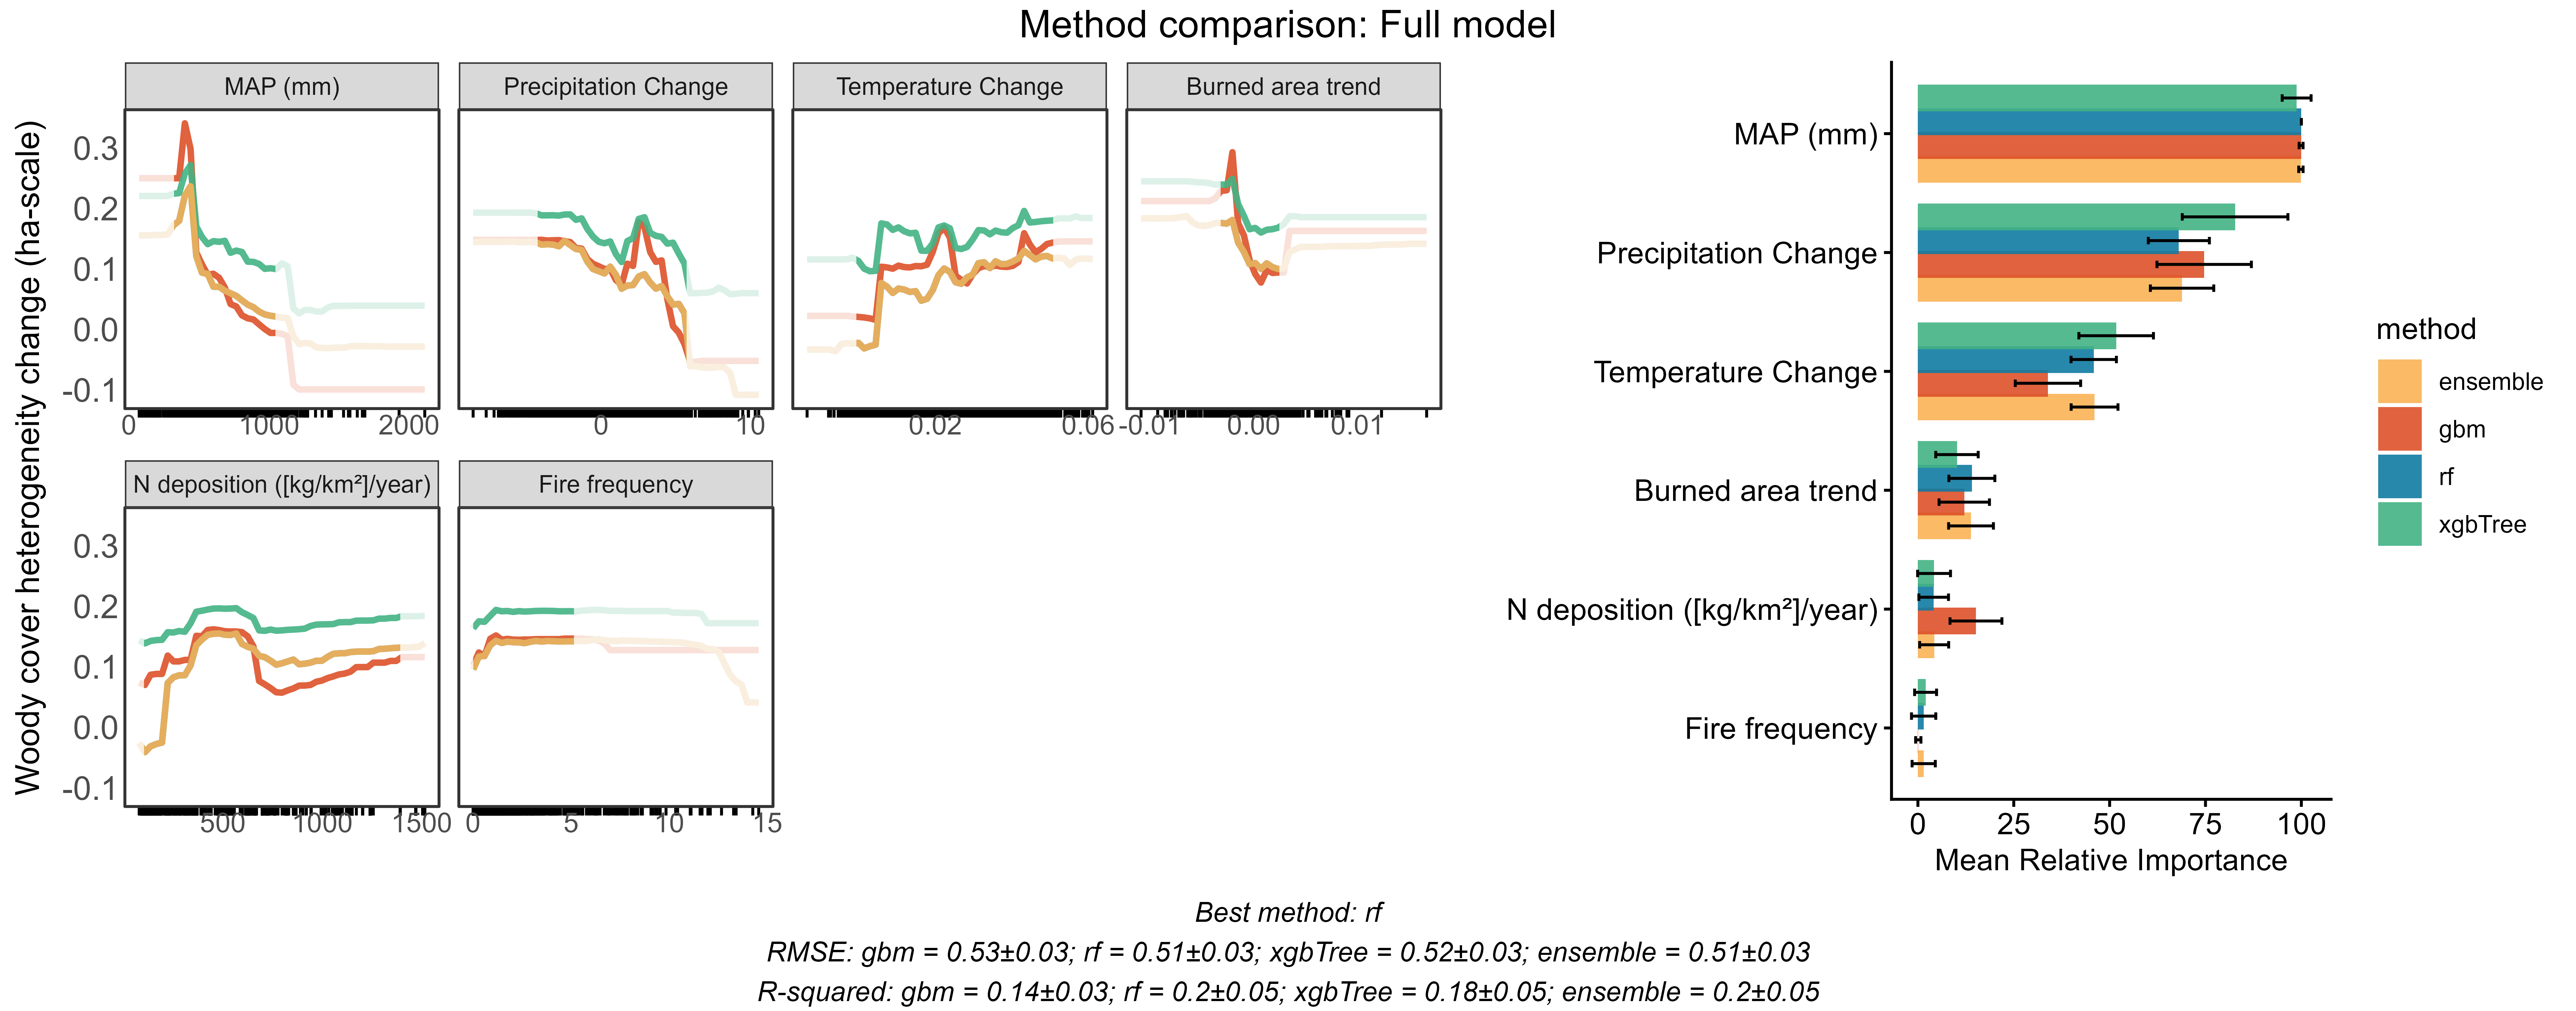 Method comparison: Full model
Woody cover heterogeneity change (ha-scale)
MAP (mm)
Precipitation Change
Temperature Change
Burned area trend
0.3
0.2
0.1
0.0
-0.1
0 1000 2000
0 10
0.02 0.06
-0.01 0.00 0.01
N deposition ([kg/km²]/year)
Fire frequency
0.3
0.2
0.1
0.0
-0.1
500 1000 1500
0 5 10 15
MAP (mm)
Precipitation Change
Temperature Change
Burned area trend
N deposition ([kg/km²]/year)
Fire frequency
0 25 50 75 100
Mean Relative Importance
method
ensemble
gbm
rf
xgbTree
Best method: rf
RMSE: gbm = 0.53±0.03; rf = 0.51±0.03; xgbTree = 0.52±0.03; ensemble = 0.51±0.03
R-squared: gbm = 0.14±0.03; rf = 0.2±0.05; xgbTree = 0.18±0.05; ensemble = 0.2±0.05